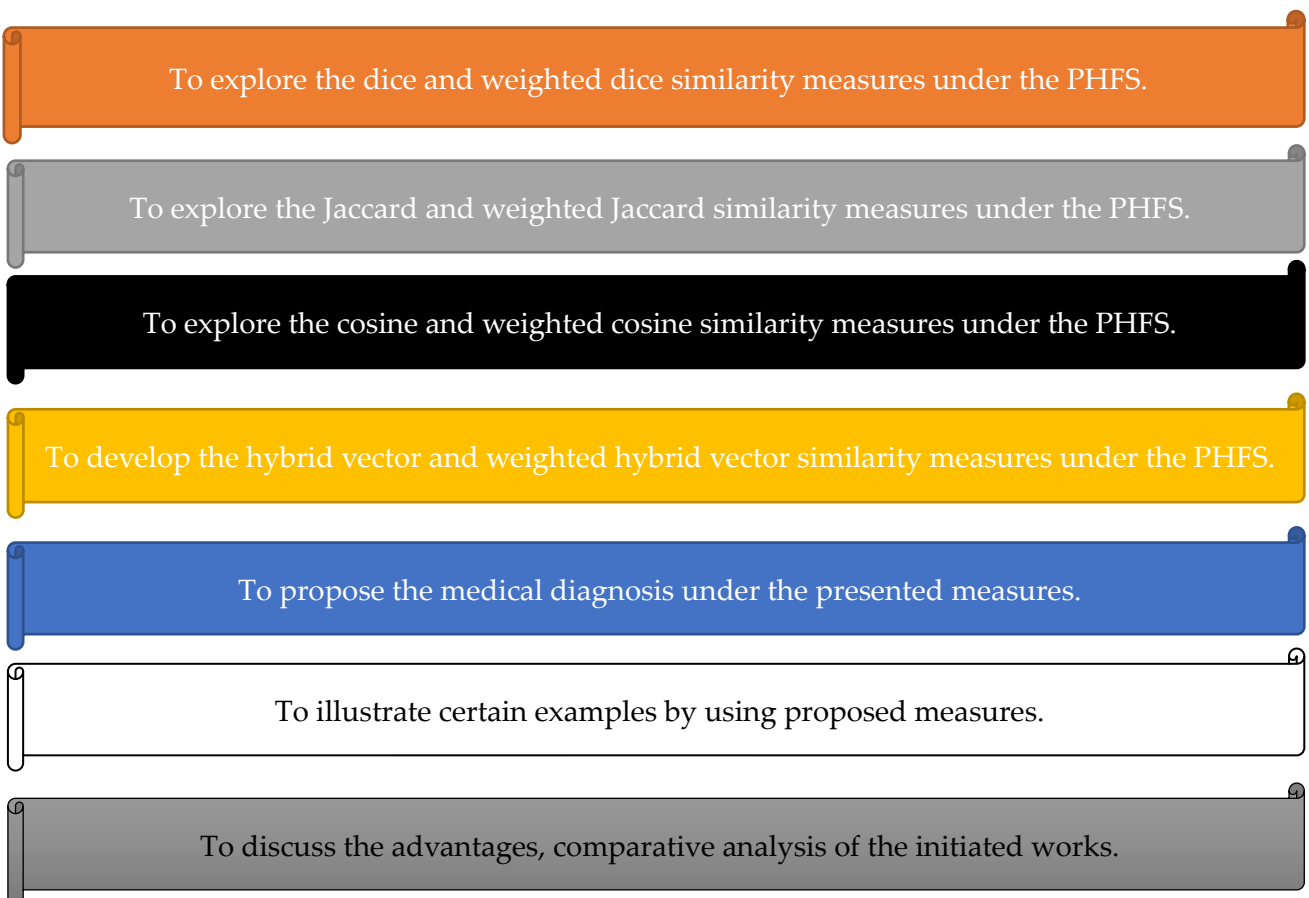 To explore the dice and weighted dice similarity measures under the PHFS.
To explore the Jaccard and weighted Jaccard similarity measures under the PHFS.
To explore the cosine and weighted cosine similarity measures under the PHFS.
To develop the hybrid vector and weighted hybrid vector similarity measures under the PHFS.
To propose the medical diagnosis under the presented measures.
To illustrate certain examples by using proposed measures.
To discuss the advantages, comparative analysis of the initiated works.